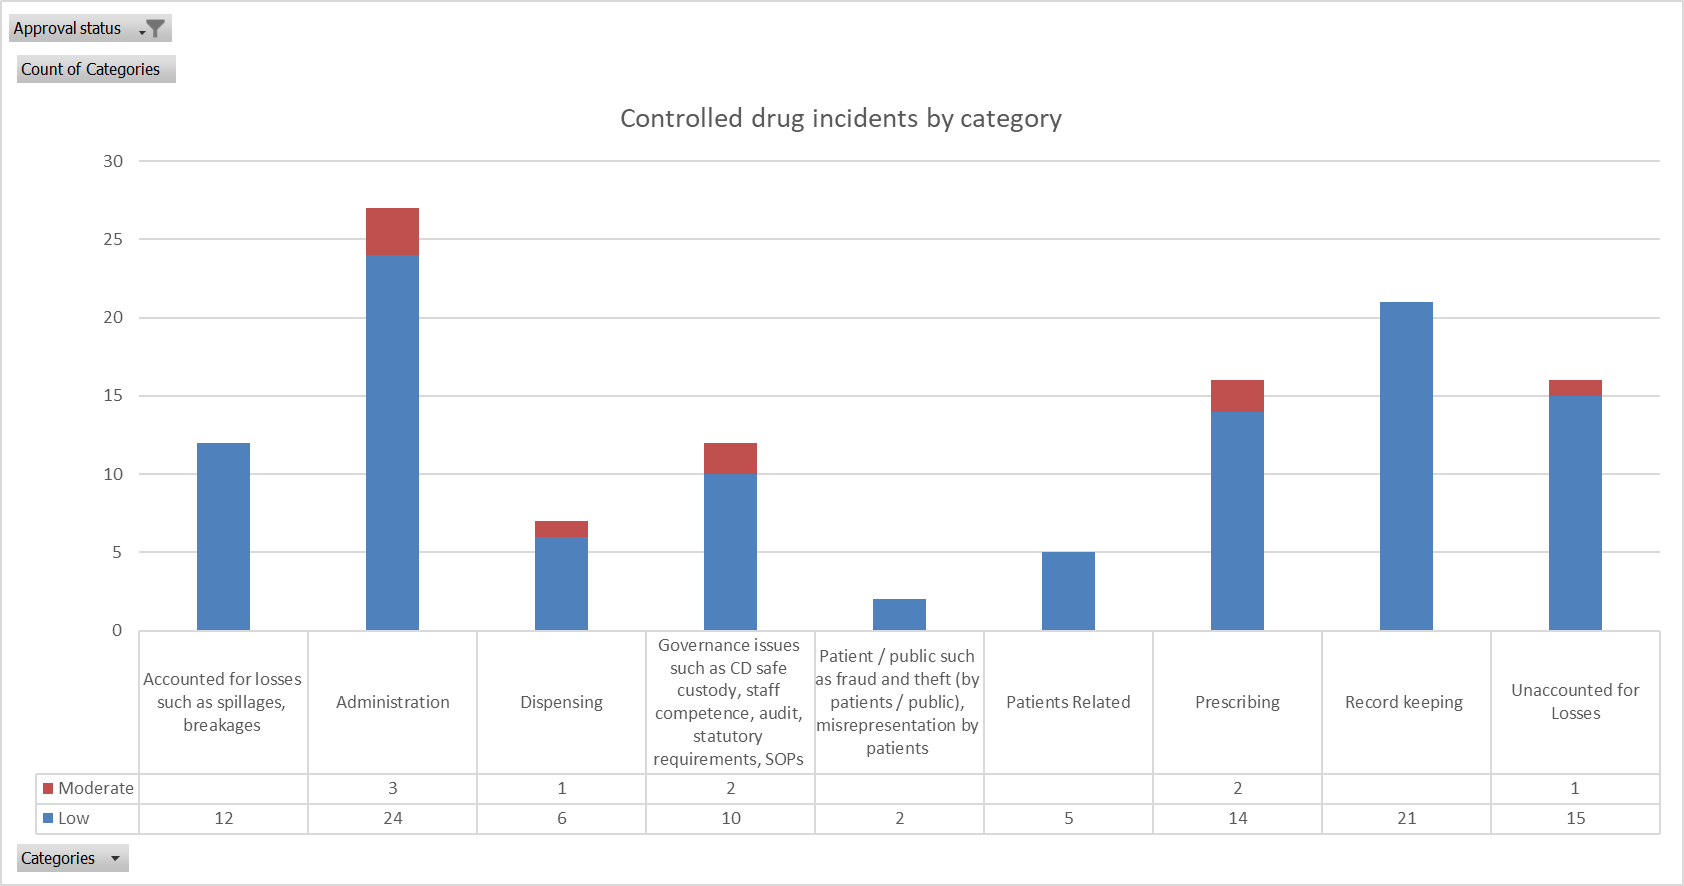 Approval status
Count of Categories
Controlled drug incidents by category
30
25
20
15
10
5
0
Accounted for losses
such as spillages,
breakages
Administration
Dispensing
Governance issues
such as CD safe
custody, staff
competence, audit,
statutory
requirements, SOPs
Patient / public such
as fraud and theft (by
patients / public),
misrepresentation by
patients
Patients Related
Prescribing
Record keeping
Unaccounted for
Losses
Moderate 3 1 2 2 1
Low 12 24 6 10 2 5 14 21 15
Categories